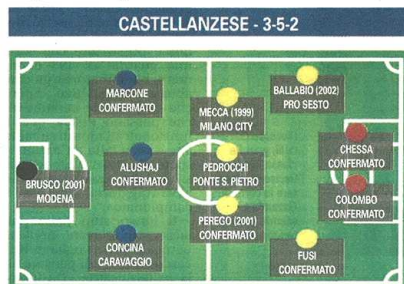 CASTELLANZESE - 3-5-2
MARCONE
CONFERMATO
BALLABIO (2002)
PRO SESTO
MECCA (1999)
MILANO CITY
CHESSA
CONFERMATO
ALUSHAJ
CONFERMATO
PEDROCCHI
PONTE S. PIETRO
BRUSCO (2001)
MODENA
COLOMBO
CONFERMATO
PEREGO (2001)
CONFERMATO
CONCINA
CARAVAGGIO
FUSI
CONFERMATO